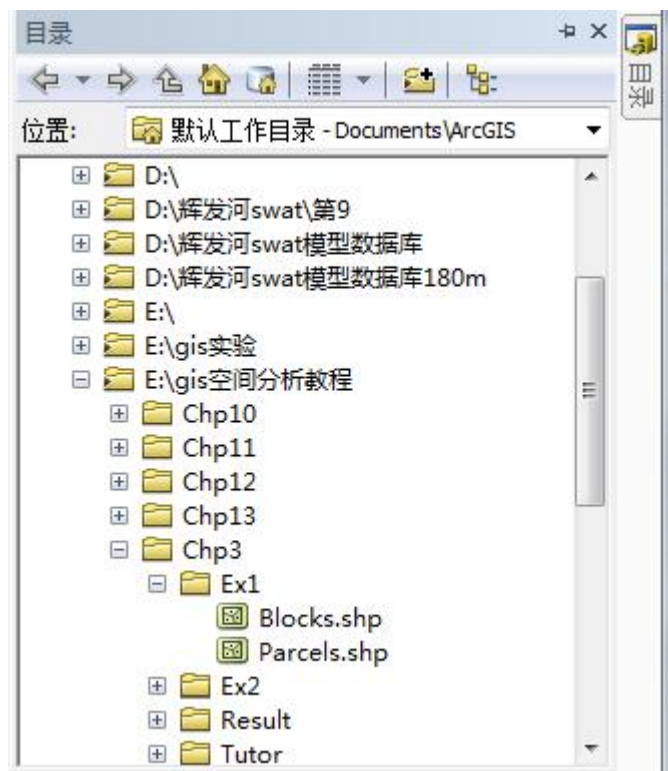 目录
目录
位置: 默认工作目录 - Documents\ArcGIS
D:\
D:\辉发河swat\第9
D:\辉发河swat模型数据库
D:\辉发河swat模型数据库180m
E:\
E:\gis实验
E:\gis空间分析教程
Chp10
Chp11
Chp12
Chp13
Chp3
Ex1
Blocks.shp
Parcels.shp
Ex2
Result
Tutor